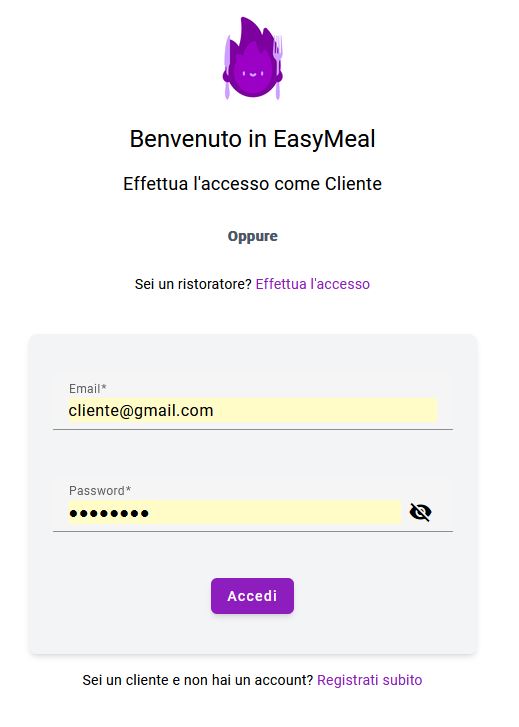 Benvenuto in EasyMeal
Effettua l'accesso come Cliente
Oppure
Sei un ristoratore? Effettua l'accesso
Email*
cliente@gmail.com
Password*
●●●●●●●●
Accedi
Sei un cliente e non hai un account? Registrati subito